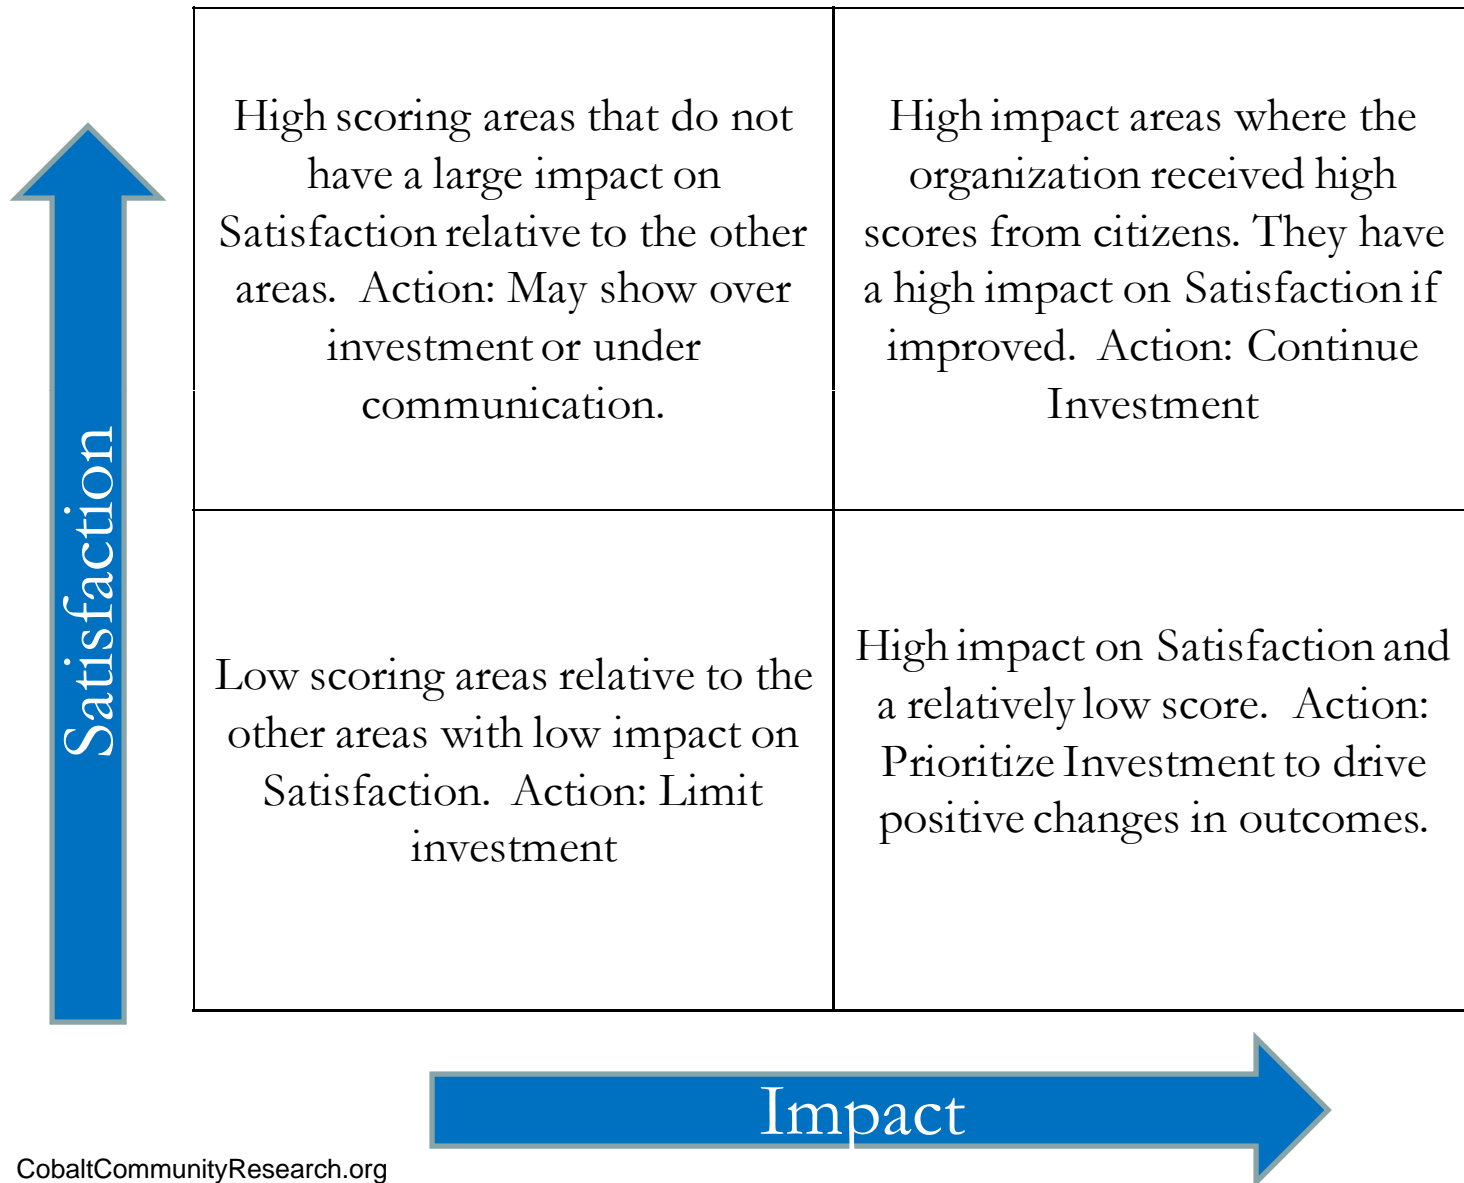 High scoring areas that do not
have a large impact on
Satisfaction relative to the other
areas.  Action: May show over
investment or under
communication.
High impact areas where the
organization received high
scores from citizens. They have
a high impact on Satisfaction if
improved.  Action: Continue
Investment
Satisfaction
Low scoring areas relative to the
other areas with low impact on
Satisfaction.  Action: Limit
investment
High impact on Satisfaction and
a relatively low score.  Action:
Prioritize Investment to drive
positive changes in outcomes.
Impact
CobaltCommunityResearch.org